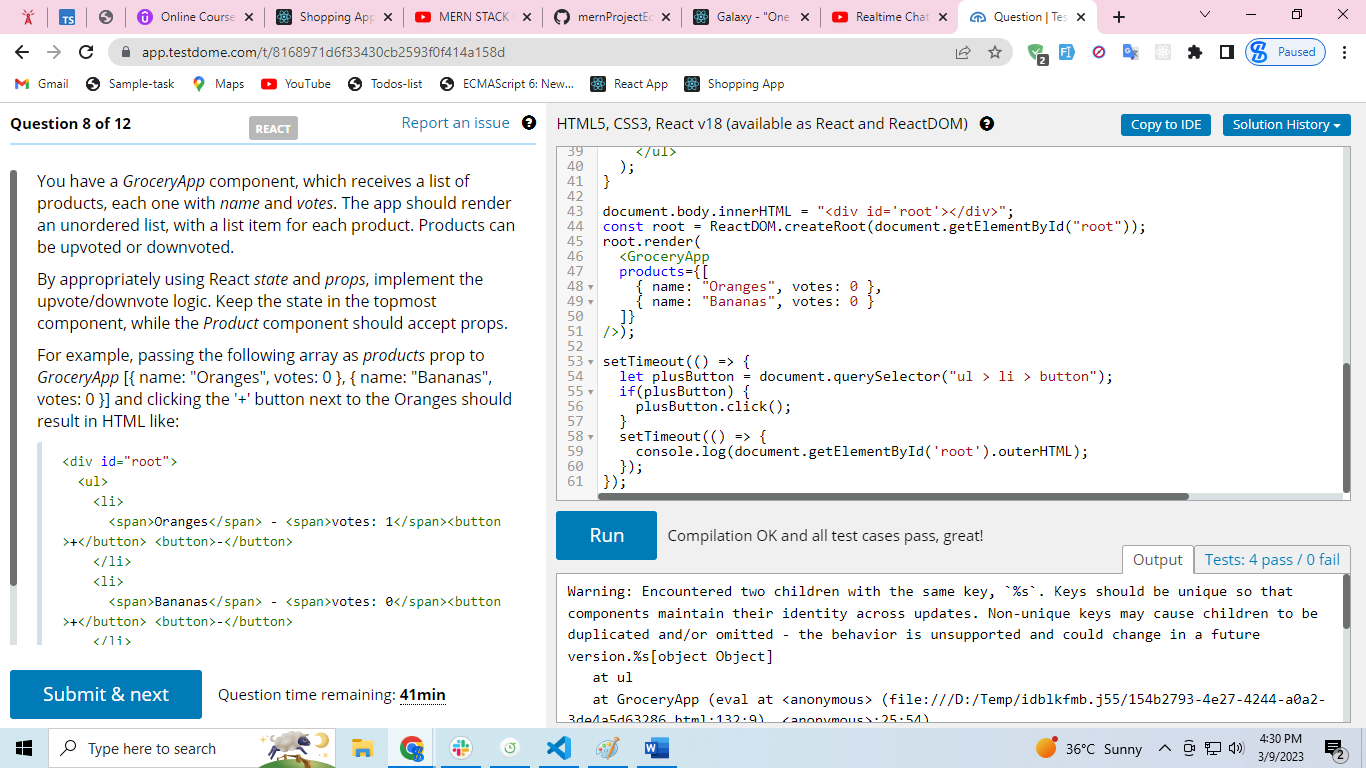 Online Course
Shopping App
MERN STACK
mernProjectEc
Galaxy - "One
Realtime Chat
Question | Tes
app.testdome.com/t/8168971d6f33430cb2593f0f414a158d
2
Paused
Gmail
Sample-task
Maps
YouTube
Todos-list
ECMAScript 6: New...
React App
Shopping App
Question 8 of 12
REACT
Report an issue
You have a GroceryApp component, which receives a list of
products, each one with name and votes. The app should render
an unordered list, with a list item for each product. Products can
be upvoted or downvoted.
By appropriately using React state and props, implement the
upvote/downvote logic. Keep the state in the topmost
component, while the Product component should accept props.
For example, passing the following array as products prop to
GroceryApp [{ name: "Oranges", votes: 0 }, { name: "Bananas",
votes: 0 }] and clicking the '+' button next to the Oranges should
result in HTML like:
<div id="root">
<ul>
<li>
<span>Oranges</span> - <span>votes: 1</span><button
>+</button> <button>-</button>
</li>
<li>
<span>Bananas</span> - <span>votes: 0</span><button
>+</button> <button>-</button>
</li>
Submit & next
Question time remaining: 41min
HTML5, CSS3, React v18 (available as React and ReactDOM)
Copy to IDE
Solution History
39 </ul>
40 );
41 }
42
43 document.body.innerHTML = "<div id='root'></div>";
44 const root = ReactDOM.createRoot(document.getElementById("root"));
45 root.render(
46 <GroceryApp
47 products={[
48 { name: "Oranges", votes: 0 },
49 { name: "Bananas", votes: 0 }
50 ]}
51 />);
52
53 setTimeout(() => {
54 let plusButton = document.querySelector("ul > li > button");
55 if(plusButton) {
56 plusButton.click();
57 }
58 setTimeout(() => {
59 console.log(document.getElementById('root').outerHTML);
60 });
61 });
Run
Compilation OK and all test cases pass, great!
Output
Tests: 4 pass / 0 fail
Warning: Encountered two children with the same key, `%s`. Keys should be unique so that
components maintain their identity across updates. Non-unique keys may cause children to be
duplicated and/or omitted - the behavior is unsupported and could change in a future
version.%s[object Object]
at ul
at GroceryApp (eval at <anonymous> (file:///D:/Temp/idblkfmb.j55/154b2793-4e27-4244-a0a2-
3de4a5d63286.html:132:9), <anonymous>:25:54)
Type here to search
36°C Sunny
4:30 PM
3/9/2023
2